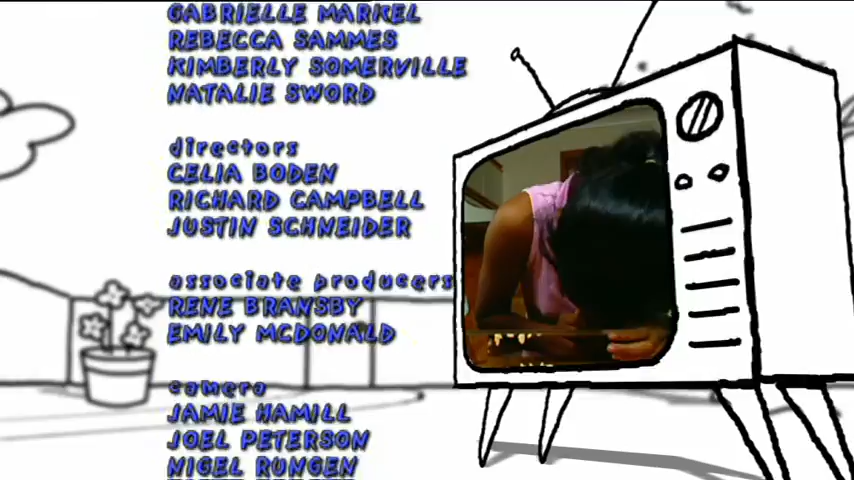 GABRIELLE MARKEL
REBECCA SAMMES
KIMBERLY SOMERVILLE
NATALIE SWORD
directors
CELIA BODEN
RICHARD CAMPBELL
JUSTIN SCHNEIDER
associate producers
RENE BRANSBY
EMILY MCDONALD
camera
JAMIE HAMILL
JOEL PETERSON
NIGEL RUNGEN